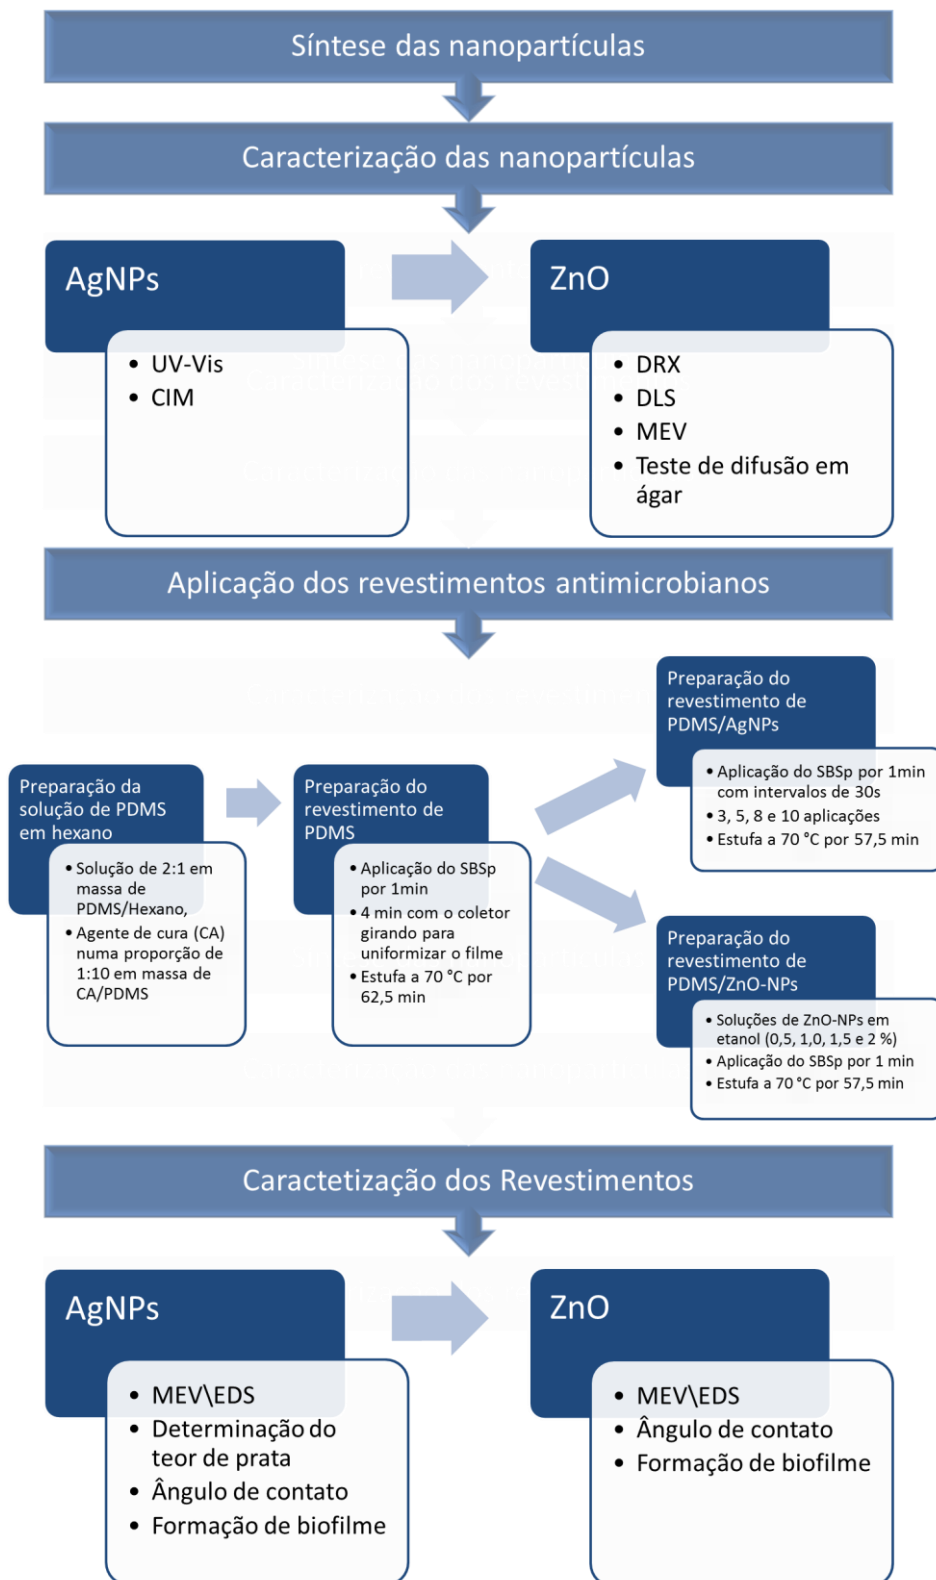 Síntese das nanopartículas
Caracterização das nanopartículas
AgNPs
• UV-Vis
• CIM
ZnO
• DRX
• DLS
• MEV
• Teste de difusão em
ágar
Aplicação dos revestimentos antimicrobianos
Preparação da
solução de PDMS
em hexano
• Solução de 2:1 em
massa de
PDMS/Hexano,
• Agente de cura (CA)
numa proporção de
1:10 em massa de
CA/PDMS
Preparação do
revestimento de
PDMS
• Aplicação do SBSp
por 1min
• 4 min com o coletor
girando para
uniformizar o filme
• Estufa a 70 °C por
62,5 min
Preparação do
revestimento de
PDMS/AgNPs
• Aplicação do SBSp por 1min
com intervalos de 30s
• 3, 5, 8 e 10 aplicações
• Estufa a 70 °C por 57,5 min
Preparação do
revestimento de
PDMS/ZnO-NPs
• Soluções de ZnO-NPs em
etanol (0,5, 1,0, 1,5 e 2 %)
• Aplicação do SBSp por 1 min
• Estufa a 70 °C por 57,5 min
Caractetização dos Revestimentos
AgNPs
• MEV\EDS
• Determinação do
teor de prata
• Ângulo de contato
• Formação de biofilme
ZnO
• MEV\EDS
• Ângulo de contato
• Formação de biofilme